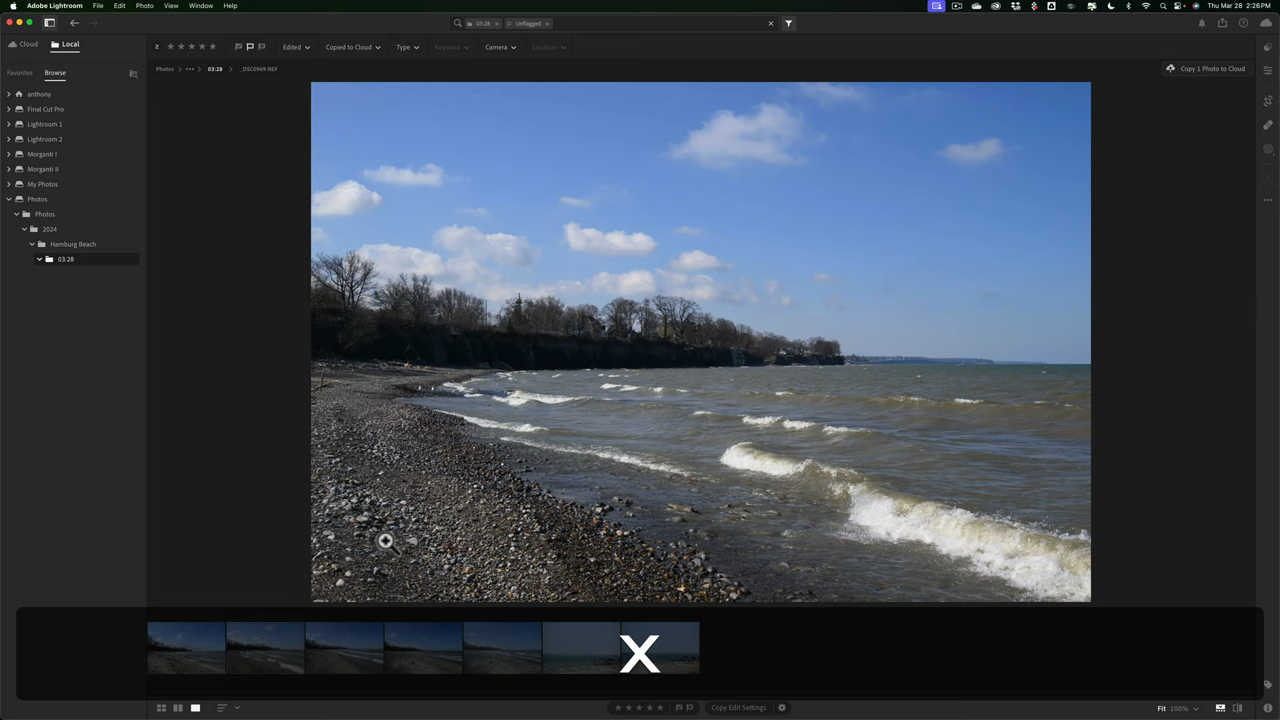 Adobe Lightroom File Edit Photo View Window Help Thu Mar 28 2:26 PM
03:28 Unflagged
Cloud Local
≥ Edited Copied to Cloud Type Keyword Camera Location
Favorites Browse
Photos ••• 03:28 _DSC0969.NEF
Copy 1 Photo to Cloud
anthony
Final Cut Pro
Lightroom 1
Lightroom 2
Morganti I
Morganti II
My Photos
Photos
Photos
2024
Hamburg Beach
03:28
X
Copy Edit Settings
Fit 100%